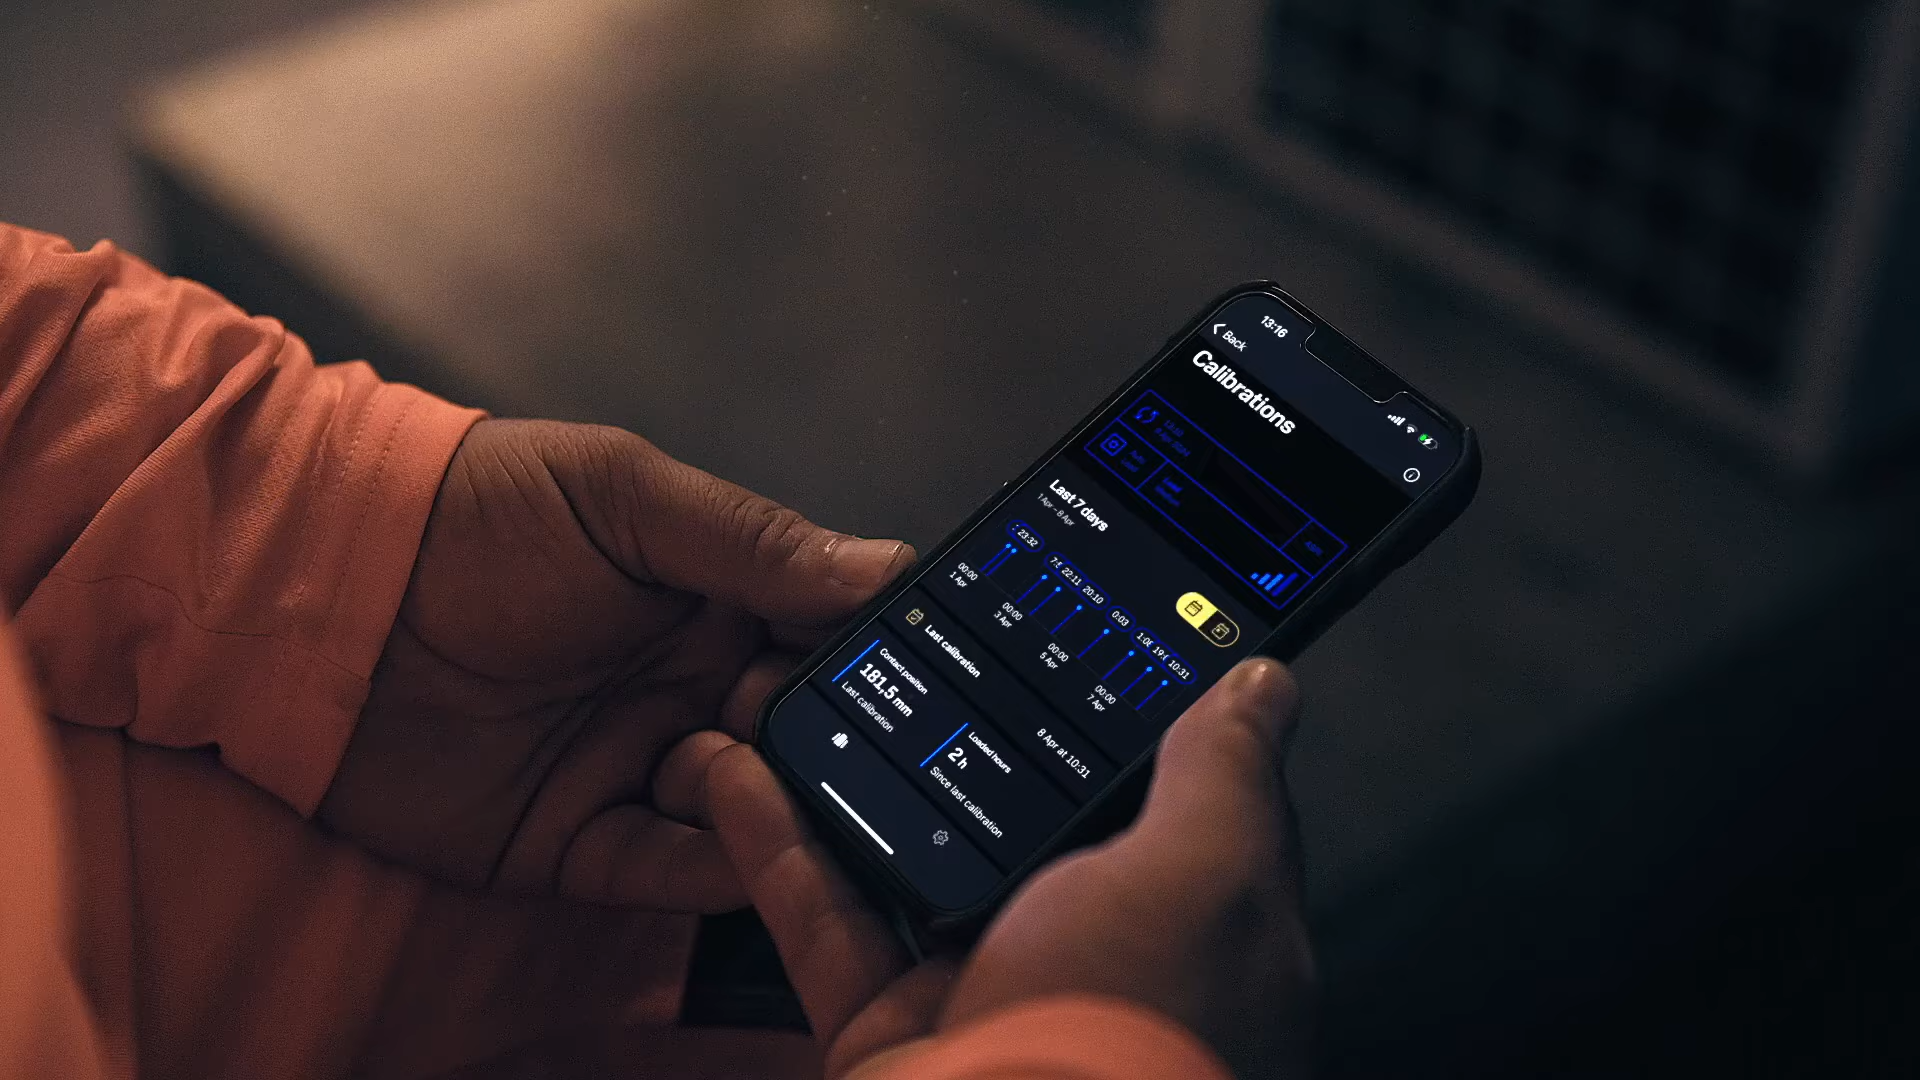 13:16
Back
Calibrations
Last 7 days
1 Apr – 8 Apr
23:32
22:11
20:10
0:03
10:31
00:00
1 Apr
00:00
3 Apr
00:00
5 Apr
00:00
7 Apr
Last calibration
8 Apr at 10:31
Contact position
181,5 mm
Last calibration
Loaded hours
2 h
Since last calibration